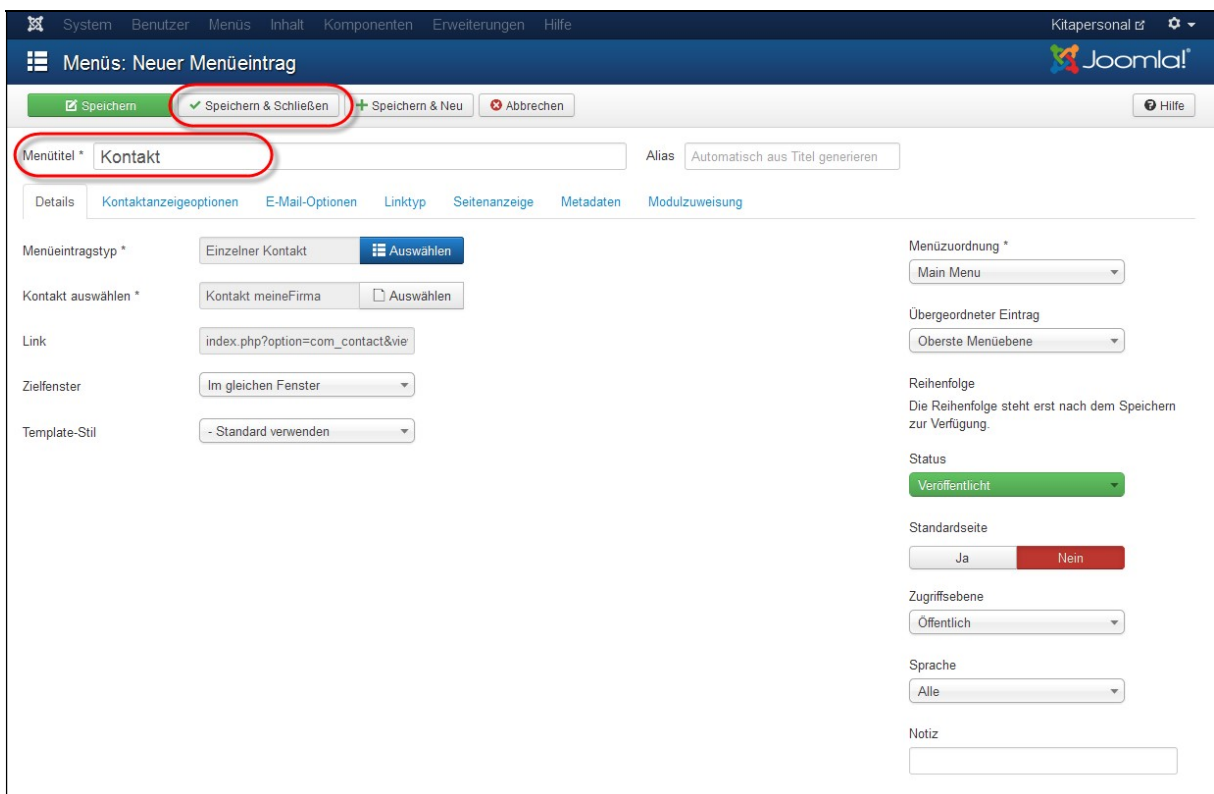 System Benutzer Menüs Inhalt Komponenten Erweiterungen Hilfe Kitapersonal
Menüs: Neuer Menüeintrag Joomla!
Speichern Speichern & Schließen Speichern & Neu Abbrechen Hilfe
Menütitel * Kontakt Alias Automatisch aus Titel generieren
Details Kontaktanzeigeoptionen E-Mail-Optionen Linktyp Seitenanzeige Metadaten Modulzuweisung
Menüeintragstyp * Einzelner Kontakt Auswählen
Kontakt auswählen * Kontakt meineFirma Auswählen
Link index.php?option=com_contact&vie
Zielfenster Im gleichen Fenster
Template-Stil - Standard verwenden
Menüzuordnung *
Main Menu
Übergeordneter Eintrag
Oberste Menüebene
Reihenfolge
Die Reihenfolge steht erst nach dem Speichern
zur Verfügung.
Status
Veröffentlicht
Standardseite
Ja Nein
Zugriffsebene
Öffentlich
Sprache
Alle
Notiz